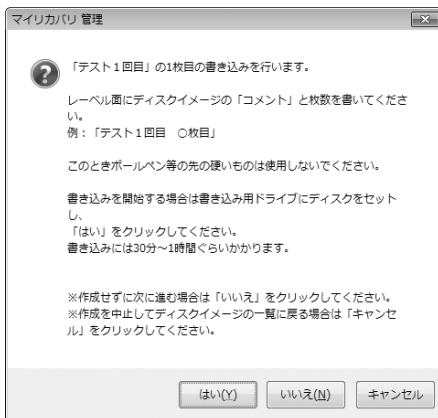 マイリカバリ 管理
「テスト１回目」の1枚目の書き込みを行います。
レーベル面にディスクイメージの「コメント」と枚数を書いてくださ
い。
例：「テスト１回目　○枚目」
このときボールペン等の先の硬いものは使用しないでください。
書き込みを開始する場合は書き込み用ドライブにディスクをセット
し、
「はい」をクリックしてください。
書き込みには30分～1時間ぐらいかかります。
※作成せずに次に進む場合は「いいえ」をクリックしてください。
※作成を中止してディスクイメージの一覧に戻る場合は「キャンセ
ル」をクリックしてください。
はい(Y)　いいえ(N)　キャンセル